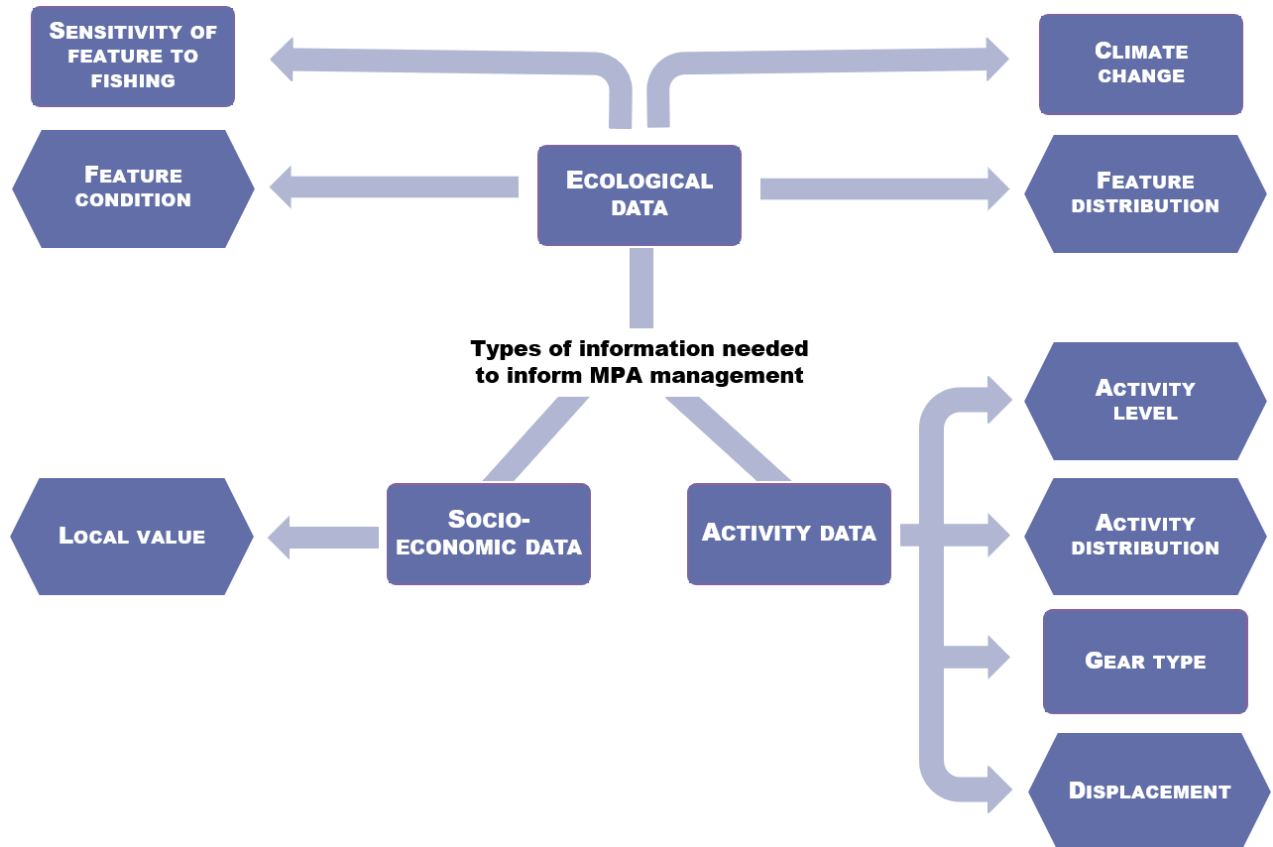 SENSITIVITY OF
FEATURE TO
FISHING
CLIMATE
CHANGE
FEATURE
CONDITION
ECOLOGICAL
DATA
FEATURE
DISTRIBUTION
Types of information needed
to inform MPA management
ACTIVITY
LEVEL
LOCAL VALUE
SOCIO-
ECONOMIC DATA
ACTIVITY DATA
ACTIVITY
DISTRIBUTION
GEAR TYPE
DISPLACEMENT